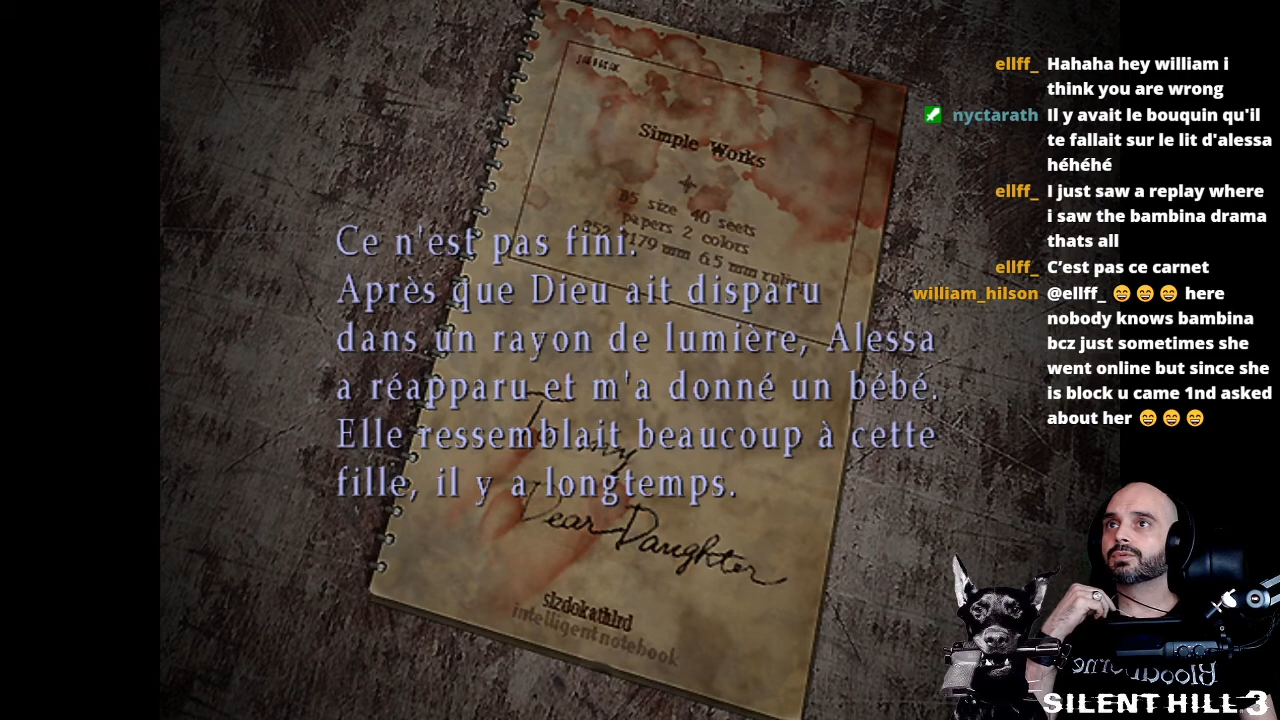 Simple Works
B5 size 40 seets
papers 2 colors
179 mm 6.5 mm
Ce n'est pas fini.
Après que Dieu ait disparu
dans un rayon de lumière, Alessa
a réapparu et m'a donné un bébé.
Elle ressemblait beaucoup à cette
fille, il y a longtemps.
To my
Dear Daughter
intelligent notebook
ellff_ Hahaha hey william i
think you are wrong
nyctarath Il y avait le bouquin qu'il
te fallait sur le lit d'alessa
héhéhé
ellff_ I just saw a replay where
i saw the bambina drama
thats all
ellff_ C’est pas ce carnet
william_hilson @ellff_ 😄 😄 😄 here
nobody knows bambina
bcz just sometimes she
went online but since she
is block u came 1nd asked
about her 😄 😄 😄
Bloodborne
SILENT HILL 3